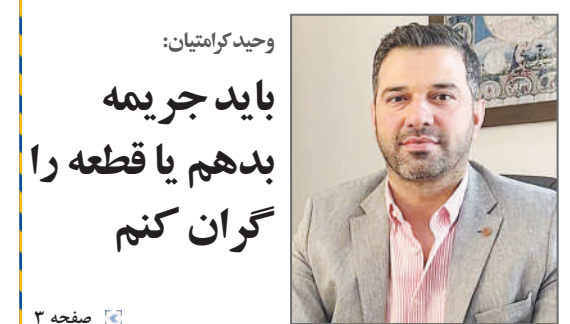 وحید کرامتیان:
باید جریمه
بدهم یا قطعه را
گران کنم
صفحه ۳